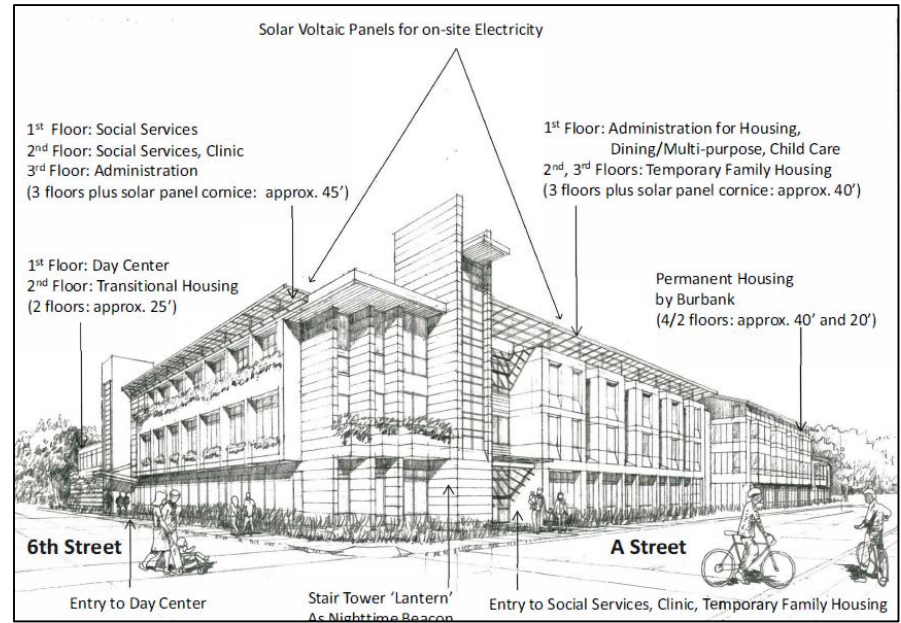 Solar Voltaic Panels for on-site Electricity
1st Floor: Social Services
2nd Floor: Social Services, Clinic
3rd Floor: Administration
(3 floors plus solar panel cornice: approx. 45’)
1st Floor: Administration for Housing,
Dining/Multi-purpose, Child Care
2nd, 3rd Floors: Temporary Family Housing
(3 floors plus solar panel cornice: approx. 40’)
1st Floor: Day Center
2nd Floor: Transitional Housing
(2 floors: approx. 25’)
Permanent Housing
by Burbank
(4/2 floors: approx. 40’ and 20’)
6th Street
A Street
Entry to Day Center
Stair Tower ‘Lantern’
As Nighttime Beacon
Entry to Social Services, Clinic, Temporary Family Housing